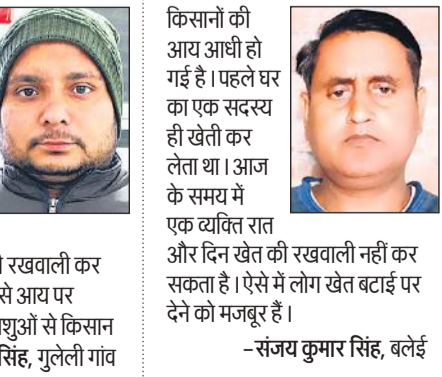 रखवाली कर
से आय पर
से किसान
सिंह, गुलेली गांव
किसानों की
आय आधी हो
गई है। पहले घर
का एक सदस्य
ही खेती कर
लेता था। आज
के समय में
एक व्यक्ति रात
और दिन खेत की रखवाली नहीं कर
सकता है। ऐसे में लोग खेत बटाई पर
देने को मजबूर हैं।
–संजय कुमार सिंह, बलेई